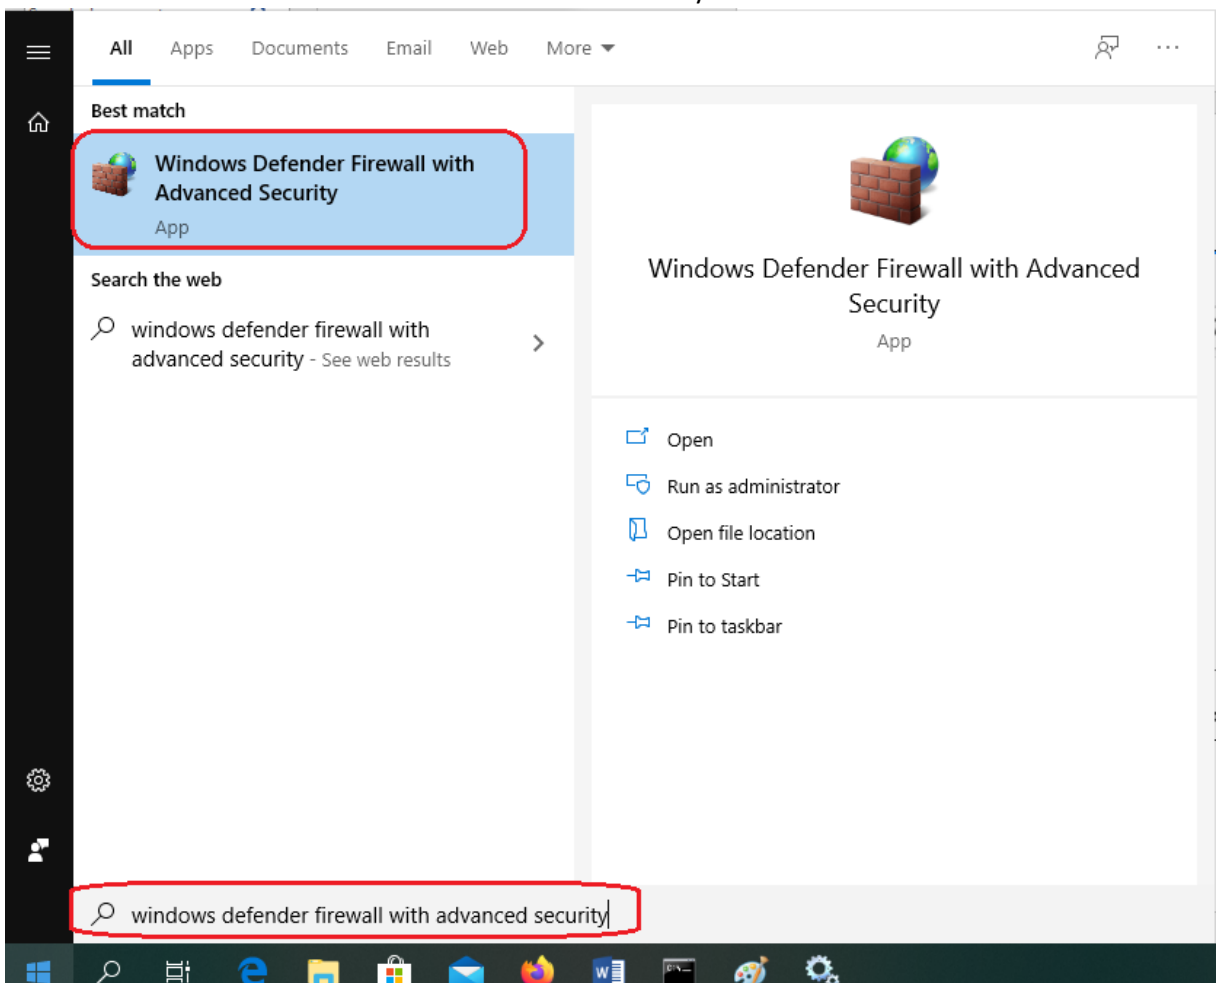 All Apps Documents Email Web More
Best match
Windows Defender Firewall with
Advanced Security
App
Search the web
windows defender firewall with
advanced security - See web results
Windows Defender Firewall with Advanced
Security
App
Open
Run as administrator
Open file location
Pin to Start
Pin to taskbar
windows defender firewall with advanced security